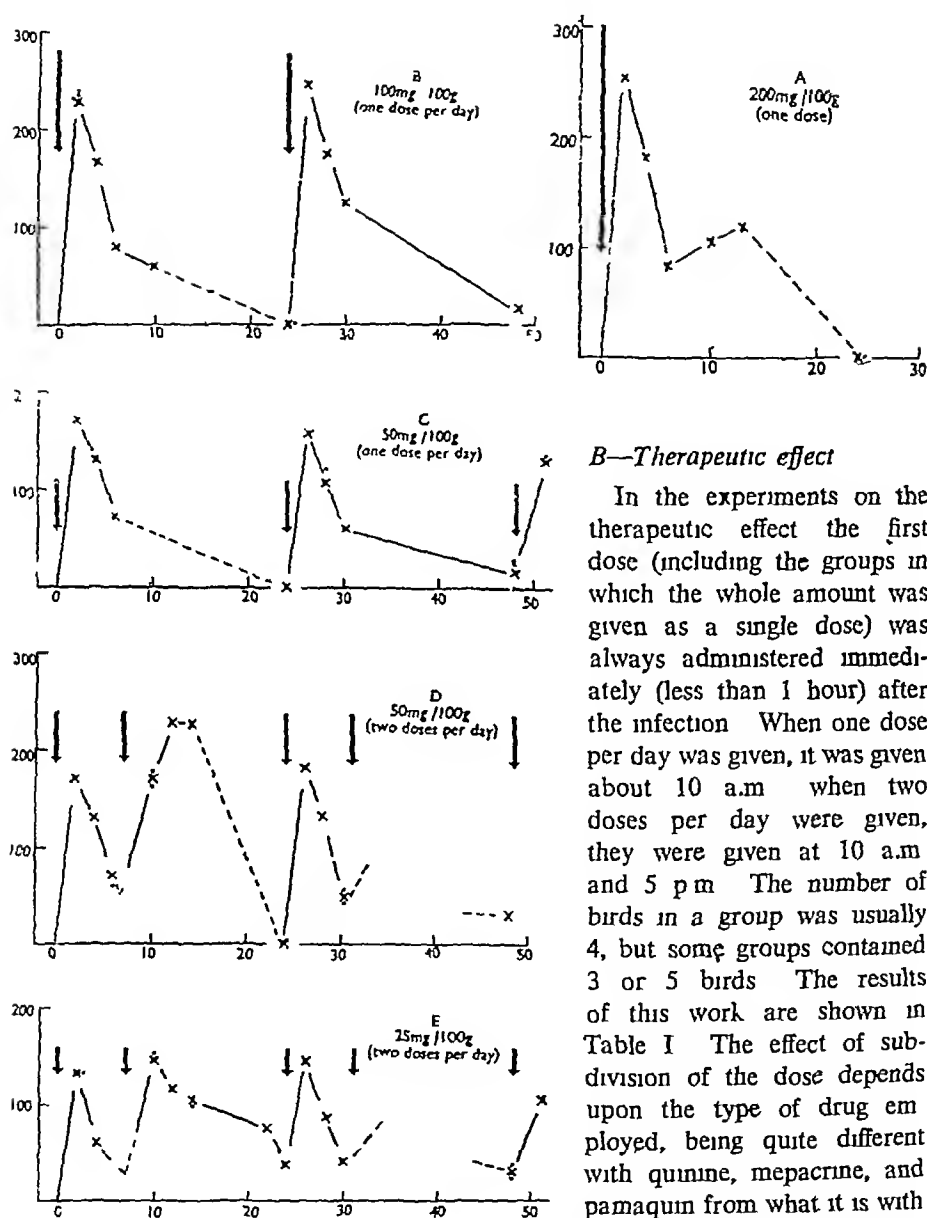 300
200
100
0
10
20
30
40
50
B
100mg 100g
(one dose per day)
300
200
100
0
10
20
30
A
200mg/100g
(one dose)
2
100
0
10
20
30
40
50
C
50mg/100g
(one dose per day)
300
200
100
0
10
20
30
40
50
D
50mg/100g
(two doses per day)
200
100
0
10
20
30
40
50
E
25mg/100g
(two doses per day)
B—Therapeutic effect
In the experiments on the
therapeutic effect the first
dose (including the groups in
which the whole amount was
given as a single dose) was
always administered immedi-
ately (less than 1 hour) after
the infection When one dose
per day was given, it was given
about 10 a.m when two
doses per day were given,
they were given at 10 a.m
and 5 p m The number of
birds in a group was usually
4, but some groups contained
3 or 5 birds The results
of this work are shown in
Table I The effect of sub-
division of the dose depends
upon the type of drug em
ployed, being quite different
with quinine, mepacrine, and
pamaquin from what it is with